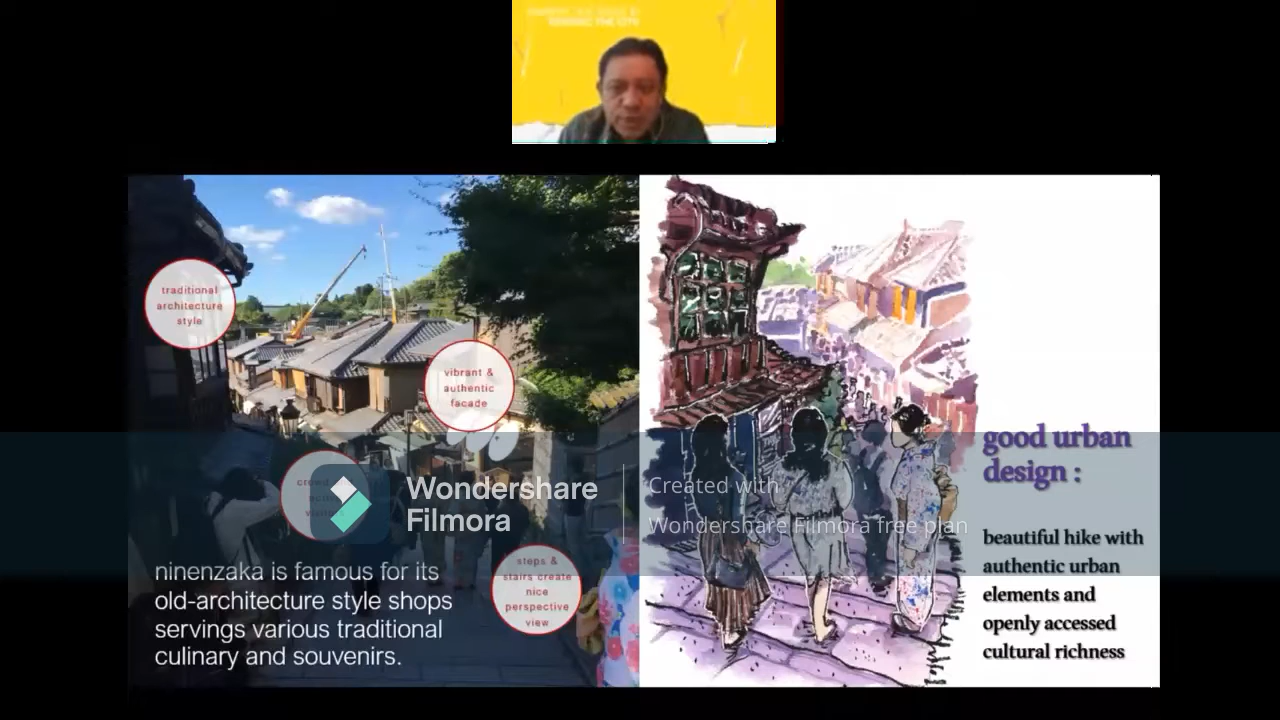 traditional
architecture
style
vibrant &
authentic
facade
crowd
steps &
stairs create
nice
perspective
view
Wondershare
Filmora
Created with
Wondershare Filmora free plan
ninenzaka is famous for its
old-architecture style shops
servings various traditional
culinary and souvenirs.
good urban
design :
beautiful hike with
authentic urban
elements and
openly accessed
cultural richness